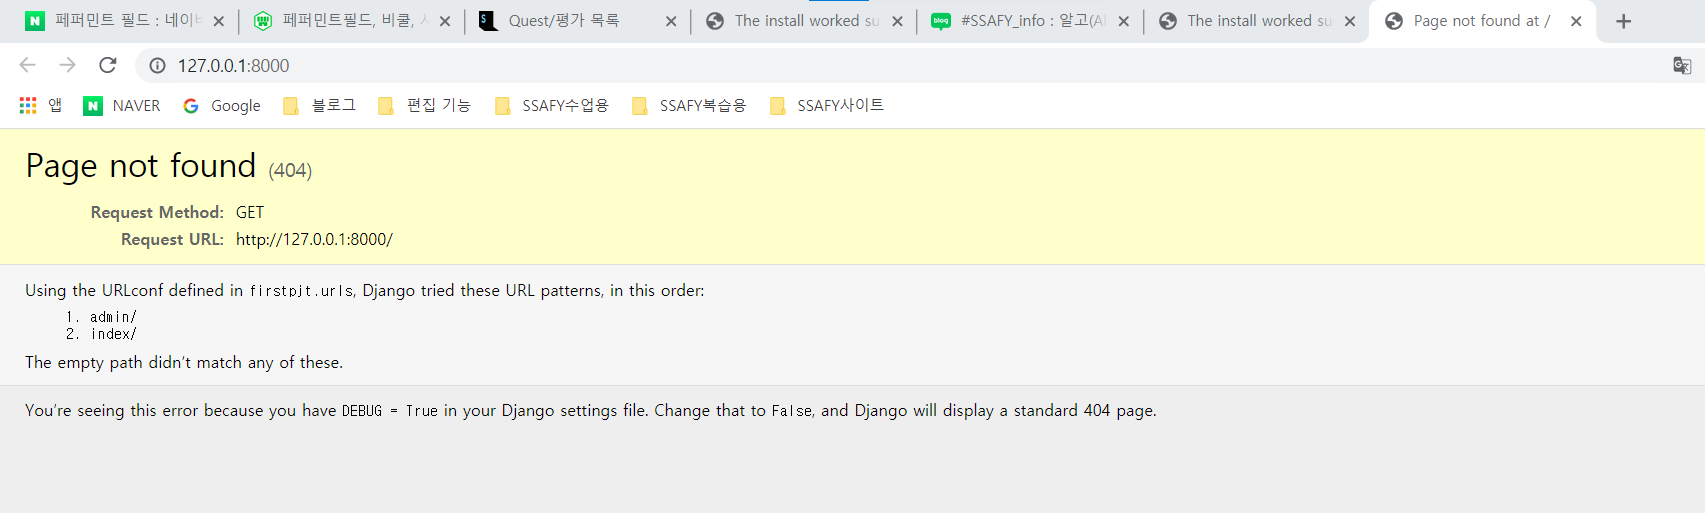 페퍼민트 필드 : 네이버
페퍼민트필드, 비쿨, 시
Quest/평가 목록
The install worked su
#SSAFY_info : 알고(Al
The install worked su
Page not found at /
127.0.0.1:8000
앱 NAVER Google 블로그 편집 기능 SSAFY수업용 SSAFY복습용 SSAFY사이트
Page not found (404)
Request Method: GET
Request URL: http://127.0.0.1:8000/
Using the URLconf defined in firstpjt.urls, Django tried these URL patterns, in this order:
1. admin/
2. index/
The empty path didn't match any of these.
You're seeing this error because you have DEBUG = True in your Django settings file. Change that to False, and Django will display a standard 404 page.